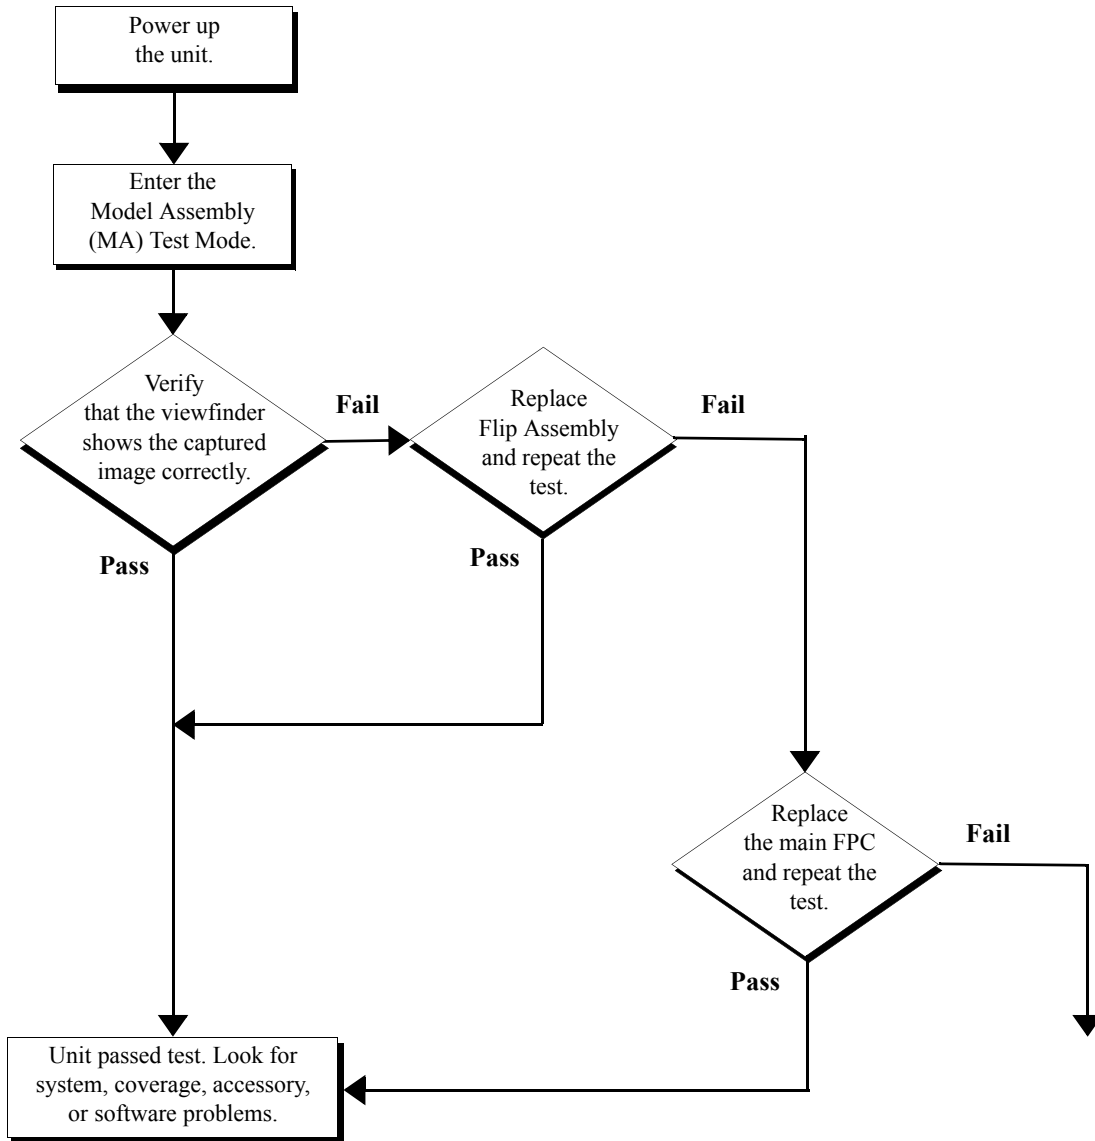 Power up
the unit.
Enter the
Model Assembly
(MA) Test Mode.
Verify
that the viewfinder
shows the captured
image correctly.
Fail
Replace
Flip Assembly
and repeat the
test.
Fail
Pass
Pass
Replace
the main FPC
and repeat the
test.
Fail
Pass
Unit passed test. Look for
system, coverage, accessory,
or software problems.